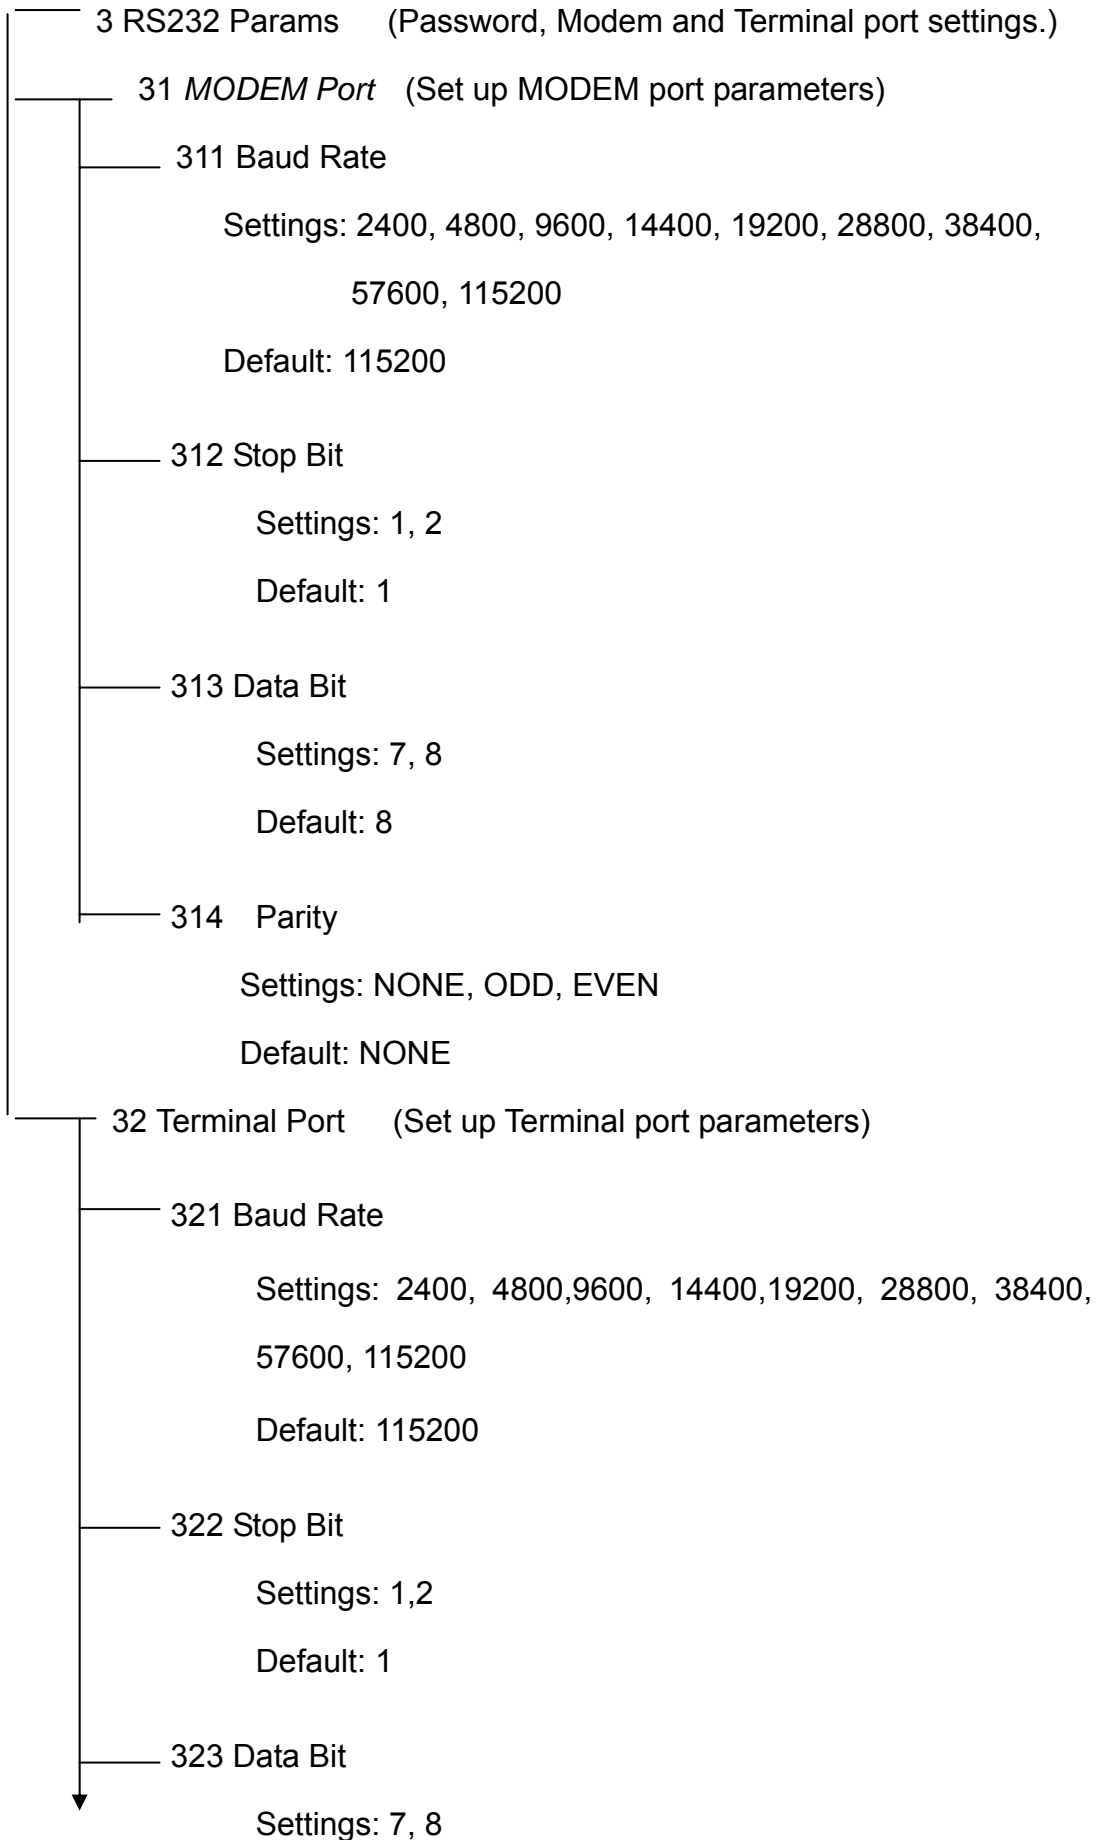 3 RS232 Params (Password, Modem and Terminal port settings.)
31 MODEM Port (Set up MODEM port parameters)
311 Baud Rate
Settings: 2400, 4800, 9600, 14400, 19200, 28800, 38400,
57600, 115200
Default: 115200
312 Stop Bit
Settings: 1, 2
Default: 1
313 Data Bit
Settings: 7, 8
Default: 8
314 Parity
Settings: NONE, ODD, EVEN
Default: NONE
32 Terminal Port (Set up Terminal port parameters)
321 Baud Rate
Settings: 2400, 4800,9600, 14400,19200, 28800, 38400,
57600, 115200
Default: 115200
322 Stop Bit
Settings: 1,2
Default: 1
323 Data Bit
Settings: 7, 8